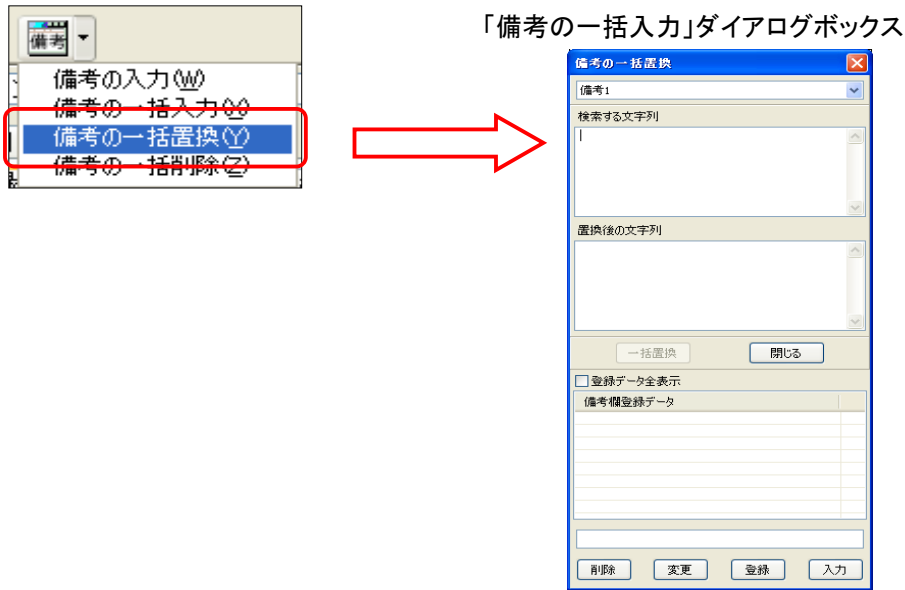 備考
備考の入力(W)
備考の一括入力(X)
備考の一括置換(Y)
備考の一括削除(Z)
「備考の一括入力」ダイアログボックス
備考の一括置換
備考1
検索する文字列
置換後の文字列
一括置換 閉じる
登録データ全表示
備考欄登録データ
削除 変更 登録 入力